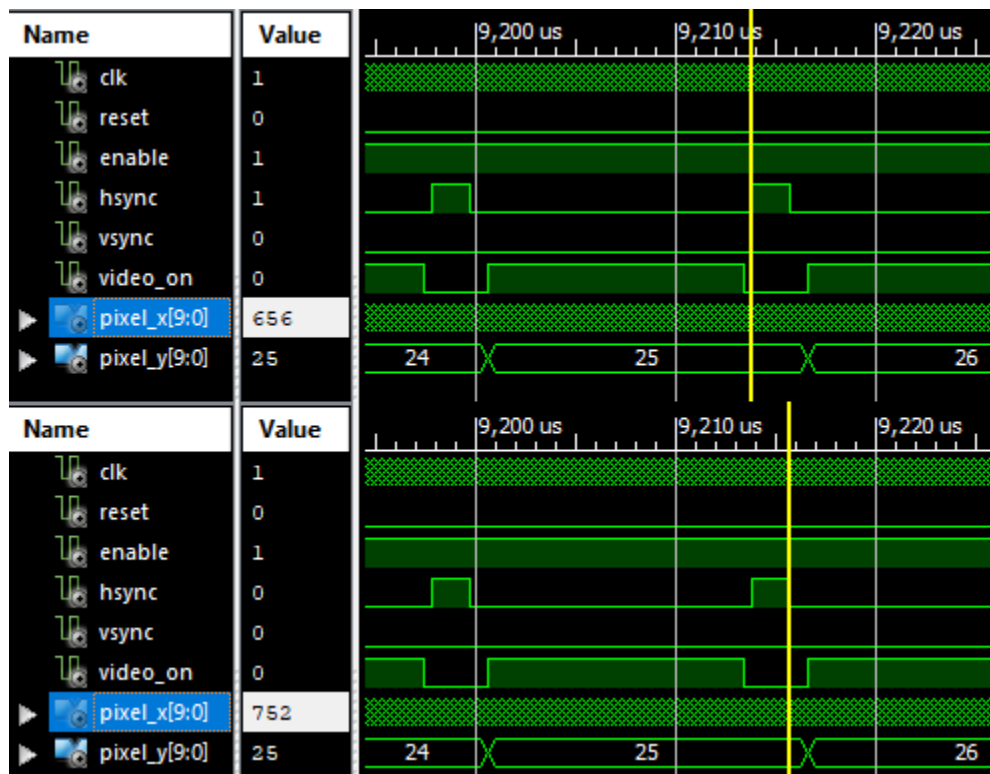 Name Value 9,200 us 9,210 us 9,220 us
clk 1
reset 0
enable 1
hsync 1
vsync 0
video_on 0
pixel_x[9:0] 656
pixel_y[9:0] 25 24 25 26
Name Value 9,200 us 9,210 us 9,220 us
clk 1
reset 0
enable 1
hsync 0
vsync 0
video_on 0
pixel_x[9:0] 752
pixel_y[9:0] 25 24 25 26